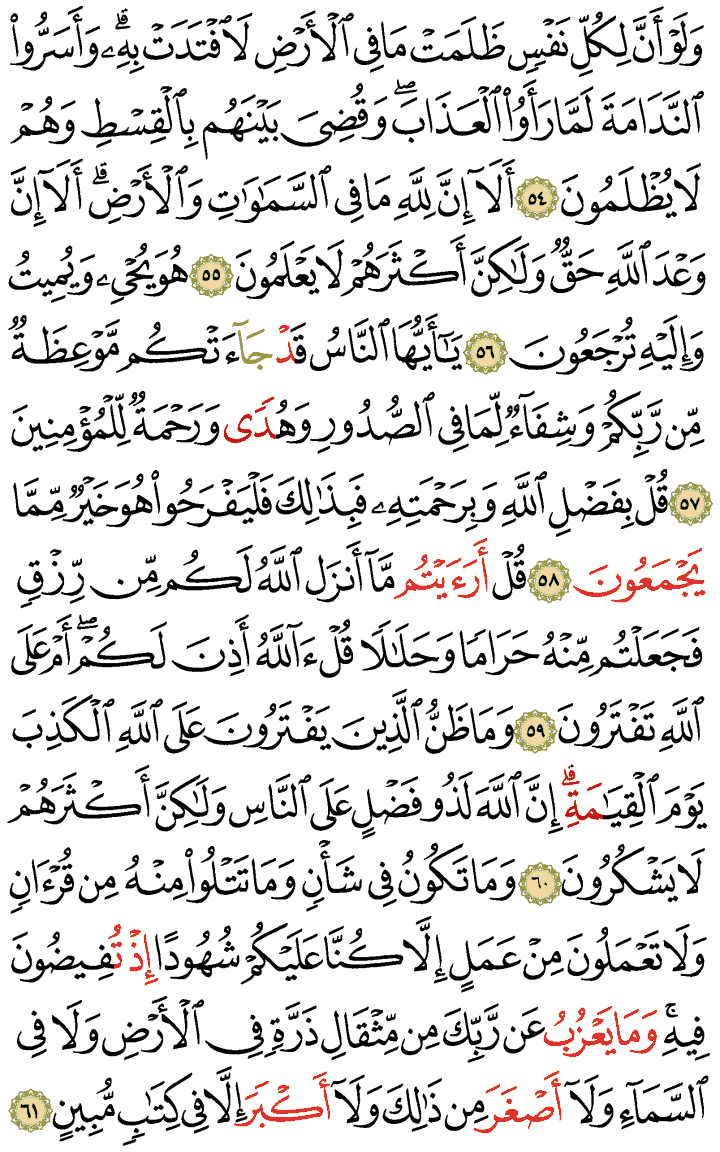 وَلَوْ أَنَّ لِكُلِّ نَفْسٍ ظَلَمَتْ مَا فِي ٱلْأَرْضِ لَٱفْتَدَتْ بِهِۦۗ وَأَسَرُّوا۟
ٱلنَّدَامَةَ لَمَّا رَأَوُا۟ ٱلْعَذَابَۖ وَقُضِيَ بَيْنَهُم بِٱلْقِسْطِ وَهُمْ
لَا يُظْلَمُونَ ٥٤ أَلَآ إِنَّ لِلَّهِ مَا فِي ٱلسَّمَٰوَٰتِ وَٱلْأَرْضِۗ أَلَآ إِنَّ
وَعْدَ ٱللَّهِ حَقٌّ وَلَٰكِنَّ أَكْثَرَهُمْ لَا يَعْلَمُونَ ٥٥ هُوَ يُحْيِۦ وَيُمِيتُ
وَإِلَيْهِ تُرْجَعُونَ ٥٦ يَٰٓأَيُّهَا ٱلنَّاسُ قَدْ جَآءَتْكُم مَّوْعِظَةٌ
مِّن رَّبِّكُمْ وَشِفَآءٌ لِّمَا فِي ٱلصُّدُورِ وَهُدًى وَرَحْمَةٌ لِّلْمُؤْمِنِينَ
٥٧ قُلْ بِفَضْلِ ٱللَّهِ وَبِرَحْمَتِهِۦ فَبِذَٰلِكَ فَلْيَفْرَحُوا۟ هُوَ خَيْرٌ مِّمَّا
يَجْمَعُونَ ٥٨ قُلْ أَرَءَيْتُم مَّآ أَنزَلَ ٱللَّهُ لَكُم مِّن رِّزْقٍ
فَجَعَلْتُم مِّنْهُ حَرَامًا وَحَلَٰلًا قُلْ ءَآللَّهُ أَذِنَ لَكُمْۖ أَمْ عَلَى
ٱللَّهِ تَفْتَرُونَ ٥٩ وَمَا ظَنُّ ٱلَّذِينَ يَفْتَرُونَ عَلَى ٱللَّهِ ٱلْكَذِبَ
يَوْمَ ٱلْقِيَٰمَةِۗ إِنَّ ٱللَّهَ لَذُو فَضْلٍ عَلَى ٱلنَّاسِ وَلَٰكِنَّ أَكْثَرَهُمْ
لَا يَشْكُرُونَ ٦٠ وَمَا تَكُونُ فِي شَأْنٍ وَمَا تَتْلُوا۟ مِنْهُ مِن قُرْءَانٍ
وَلَا تَعْمَلُونَ مِنْ عَمَلٍ إِلَّا كُنَّا عَلَيْكُمْ شُهُودًا إِذْ تُفِيضُونَ
فِيهِۚ وَمَا يَعْزُبُ عَن رَّبِّكَ مِن مِّثْقَالِ ذَرَّةٍ فِي ٱلْأَرْضِ وَلَا فِي
ٱلسَّمَآءِ وَلَآ أَصْغَرَ مِن ذَٰلِكَ وَلَآ أَكْبَرَ إِلَّا فِي كِتَٰبٍ مُّبِينٍ ٦١